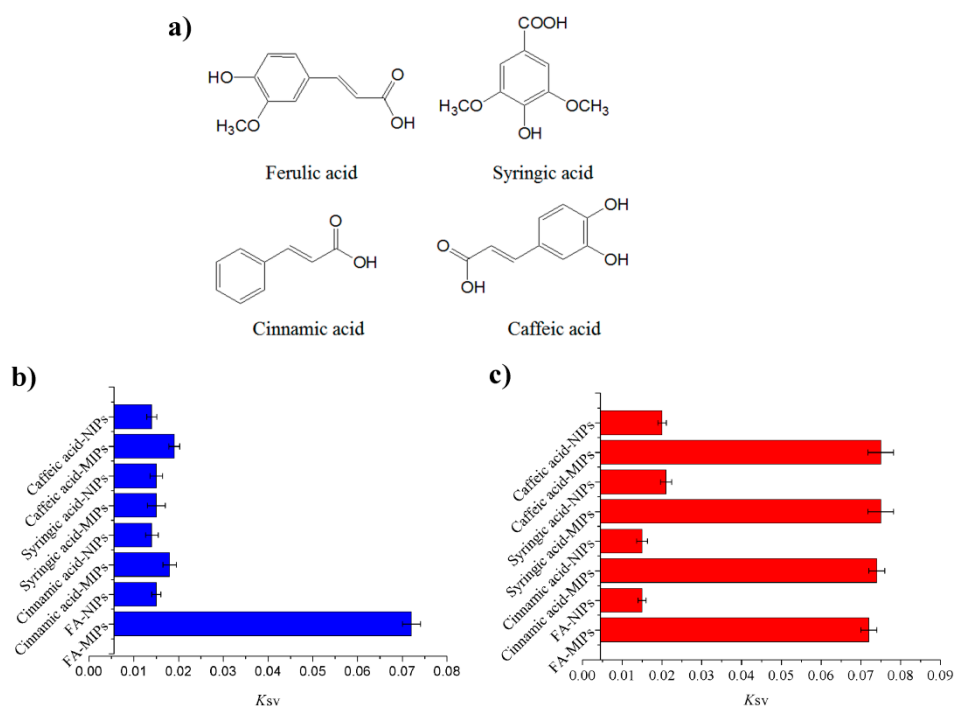 a)
COOH
HO
O
H₃CO
OH
H₃CO
OCH₃
OH
Ferulic acid
Syringic acid
O
OH
OH
O
OH
OH
Cinnamic acid
Caffeic acid
b)
Caffeic acid-NIPs
Caffeic acid-MIPs
Syringic acid-NIPs
Syringic acid-MIPs
Cinnamic acid-NIPs
Cinnamic acid-MIPs
FA-NIPs
FA-MIPs
0.00 0.01 0.02 0.03 0.04 0.05 0.06 0.07 0.08
Ksv
c)
Caffeic acid-NIPs
Caffeic acid-MIPs
Syringic acid-NIPs
Syringic acid-MIPs
Cinnamic acid-NIPs
Cinnamic acid-MIPs
FA-NIPs
FA-MIPs
0.00 0.01 0.02 0.03 0.04 0.05 0.06 0.07 0.08 0.09
Ksv